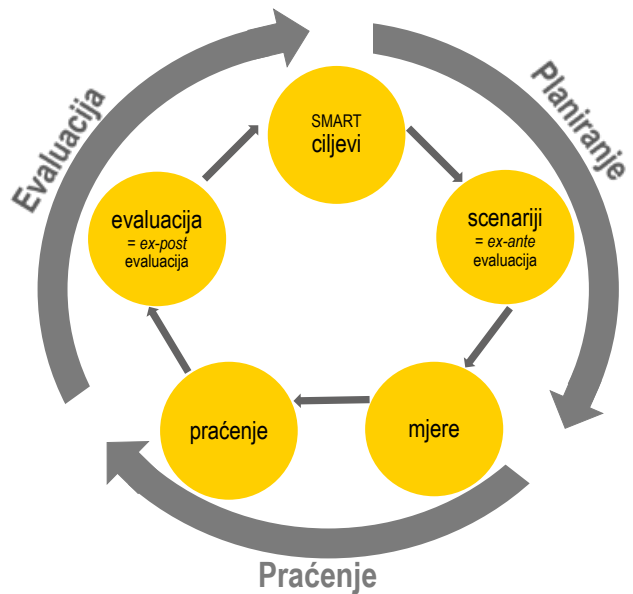 Evaluacija
Planiranje
SMART
ciljevi
evaluacija
= ex-post
evaluacija
scenariji
= ex-ante
evaluacija
praćenje
mjere
Praćenje